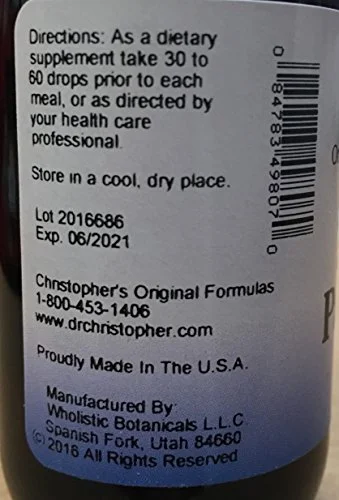 Directions: As a dietary
supplement take 30 to
60 drops prior to each
meal, or as directed by
your health care
professional.
Store in a cool, dry place.
Lot 2016686
Exp. 06/2021
Christopher's Original Formulas
1-800-453-1406
www.drchristopher.com
Proudly Made In The U.S.A.
Manufactured By:
Wholistic Botanicals L.L.C
Spanish Fork, Utah 84660
© 2016 All Rights Reserved
0 84783 49807 0
P